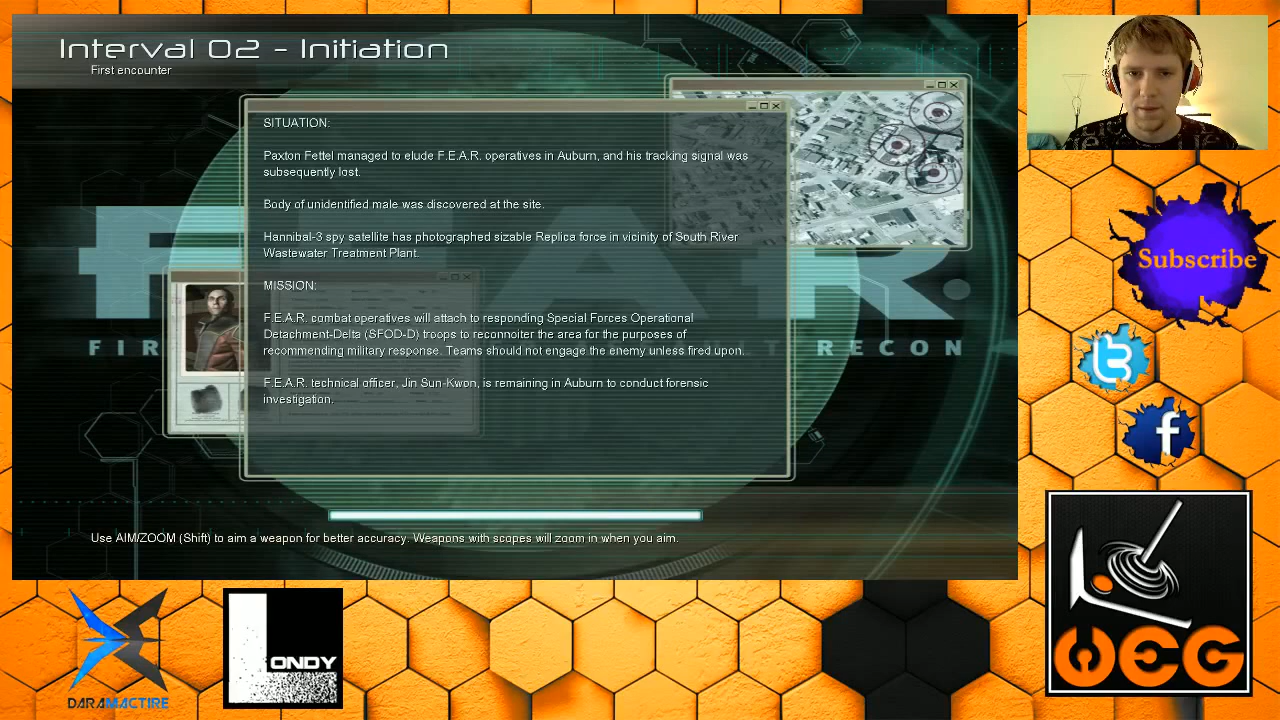 Interval 02 - Initiation
First encounter
SITUATION:
Paxton Fettel managed to elude F.E.A.R. operatives in Auburn, and his tracking signal was
subsequently lost.
Body of unidentified male was discovered at the site.
Hannibal-3 spy satellite has photographed sizable Replica force in vicinity of South River
Wastewater Treatment Plant.
MISSION:
F.E.A.R. combat operatives will attach to responding Special Forces Operational
Detachment-Delta (SFOD-D) troops to reconnoiter the area for the purposes of
recommending military response. Teams should not engage the enemy unless fired upon.
F.E.A.R. technical officer, Jin Sun-Kwon, is remaining in Auburn to conduct forensic
investigation.
RECON
Use AIM/ZOOM (Shift) to aim a weapon for better accuracy. Weapons with scopes will zoom in when you aim.
Subscribe
DARAMACTIRE
LONDY
WEG